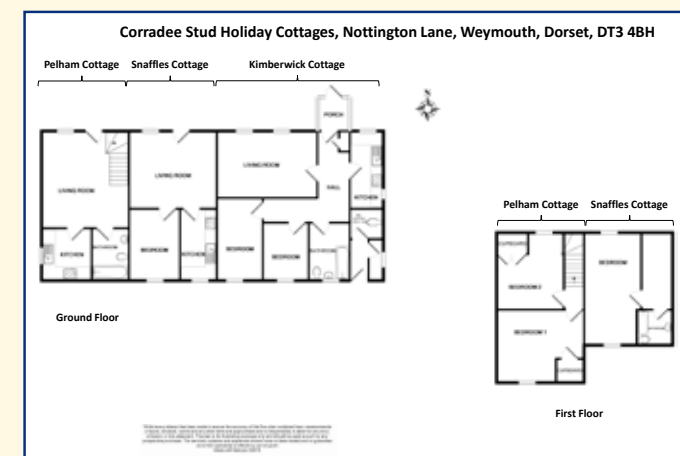 Corradee Stud Holiday Cottages, Nottington Lane, Weymouth, Dorset, DT3 4BH
Pelham Cottage Snaffles Cottage Kimberwick Cottage
PORCH
LIVING ROOM
LIVING ROOM
LIVING ROOM
HALL
KITCHEN
KITCHEN
BATHROOM
BEDROOM
KITCHEN
BEDROOM
BEDROOM
BATHROOM
Ground Floor
Pelham Cottage Snaffles Cottage
CUPBOARD
BEDROOM
BEDROOM 2
BEDROOM 1
CUPBOARD
First Floor